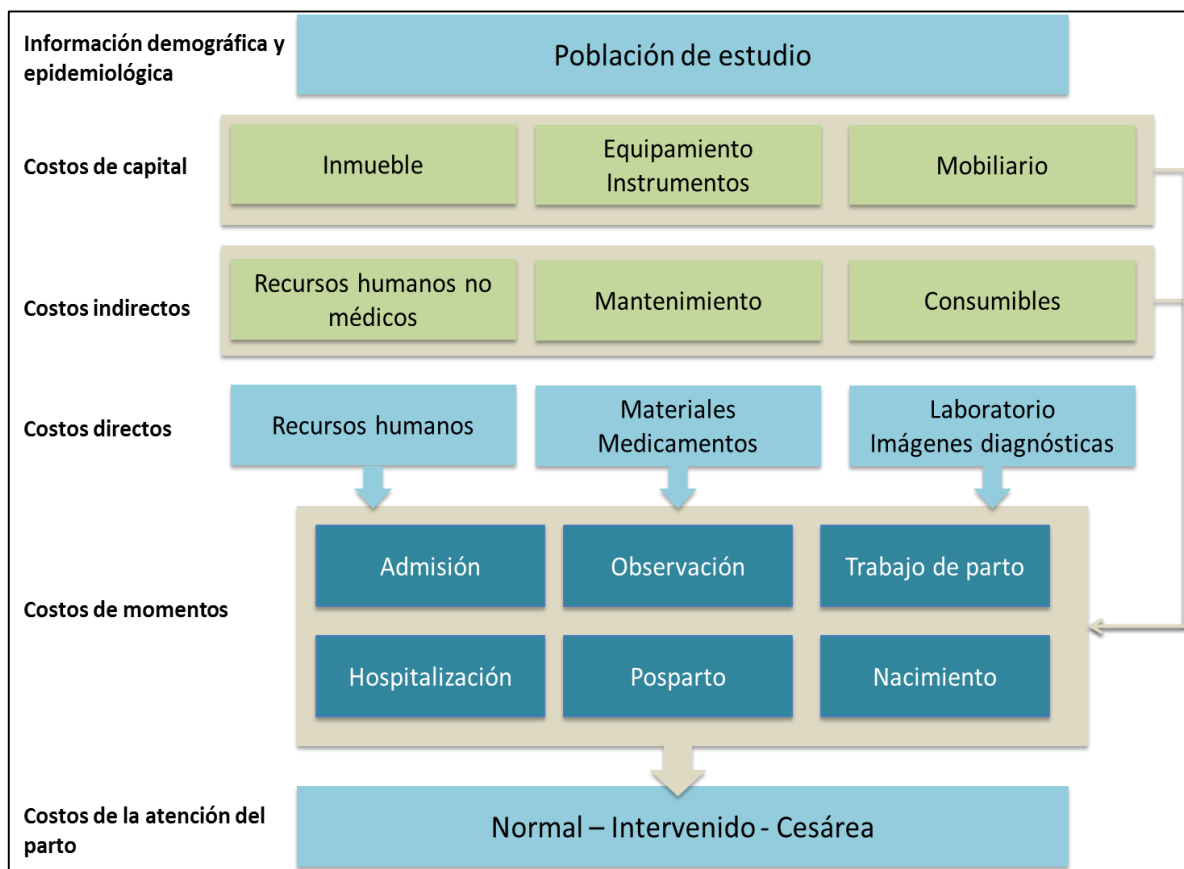 Información demográfica y
epidemiológica
Población de estudio
Costos de capital
Inmueble
Equipamiento
Instrumentos
Mobiliario
Costos indirectos
Recursos humanos no
médicos
Mantenimiento
Consumibles
Costos directos
Recursos humanos
Materiales
Medicamentos
Laboratorio
Imágenes diagnósticas
Costos de momentos
Admisión
Observación
Trabajo de parto
Hospitalización
Posparto
Nacimiento
Costos de la atención del
parto
Normal – Intervenido - Cesárea